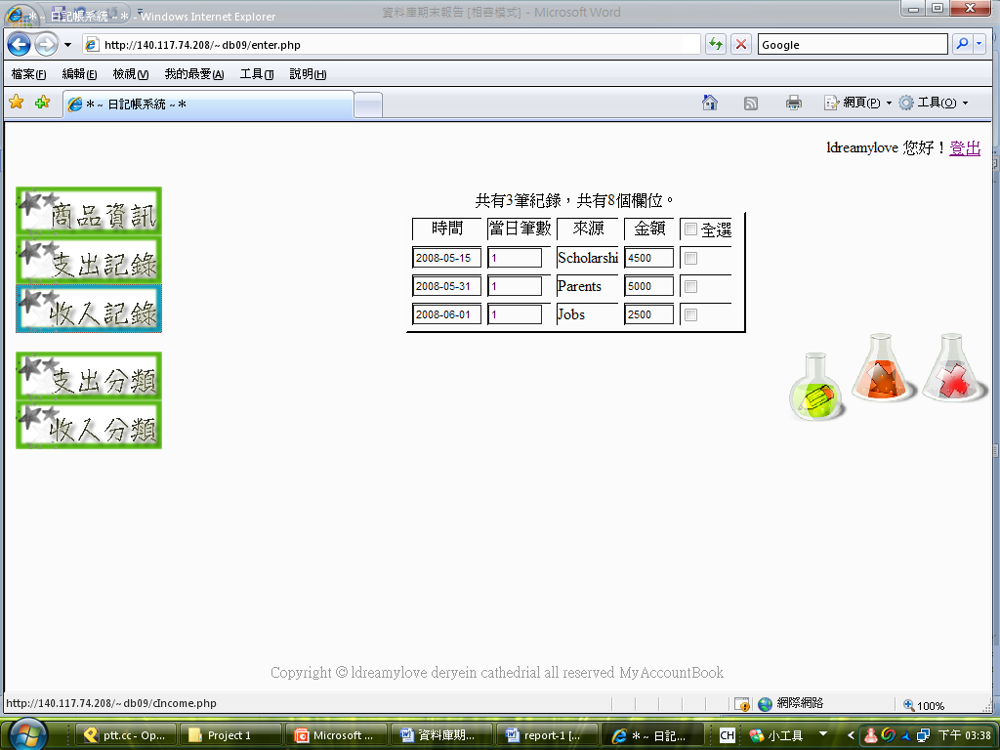 ＊~ 日記帳系統 ~＊ - Windows Internet Explorer
資料庫期末報告 [相容模式] - Microsoft Word
http://140.117.74.208/~db09/enter.php
Google
檔案(F) 編輯(E) 檢視(V) 我的最愛(A) 工具(T) 說明(H)
＊~ 日記帳系統 ~＊
網頁(P) 工具(O)
ldreamylove 您好！登出
商品資訊
支出記錄
收入記錄
支出分類
收入分類
共有3筆紀錄，共有8個欄位。
時間 當日筆數 來源 金額 全選
2008-05-15 1 Scholarshi 4500
2008-05-31 1 Parents 5000
2008-06-01 1 Jobs 2500
Copyright © ldreamylove deryein cathedrial all reserved MyAccountBook
http://140.117.74.208/~db09/cIncome.php
網際網路
100%
ptt.cc - Op...
Project 1
Microsoft ...
資料庫期...
report-1 [...
＊~ 日記...
CH
小工具
下午 03:38